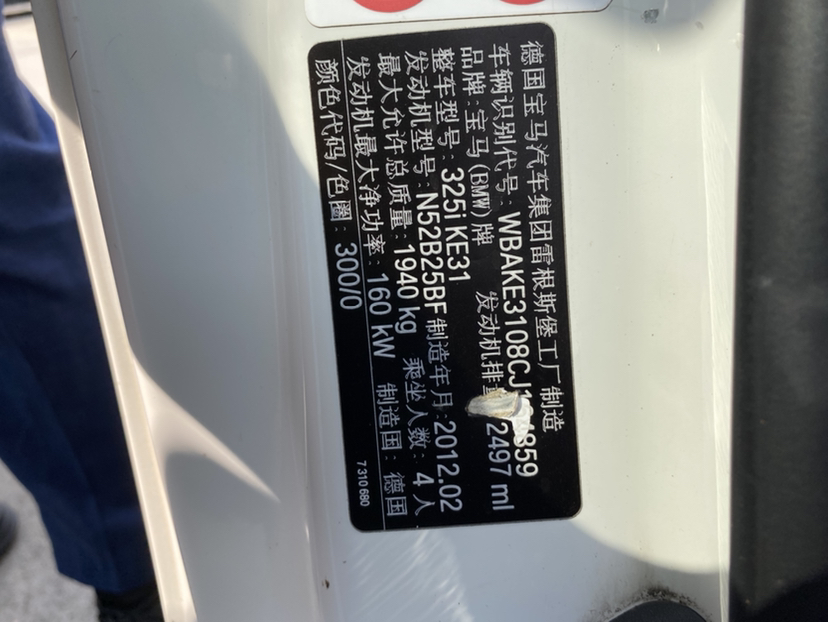 德国宝马汽车集团雷根斯堡工厂制造
车辆识别代号:
品牌:宝马(BMW)牌 发动机排 2497 ml
整车型号: 325i KE31
发动机型号: N52B25BF 制造年月: 2012.02
最大允许总质量: 1940 kg 乘坐人数: 4 人
发动机最大净功率: 160 kW 制造国: 德国
颜色代码/色圈: 300/0
7 310 680